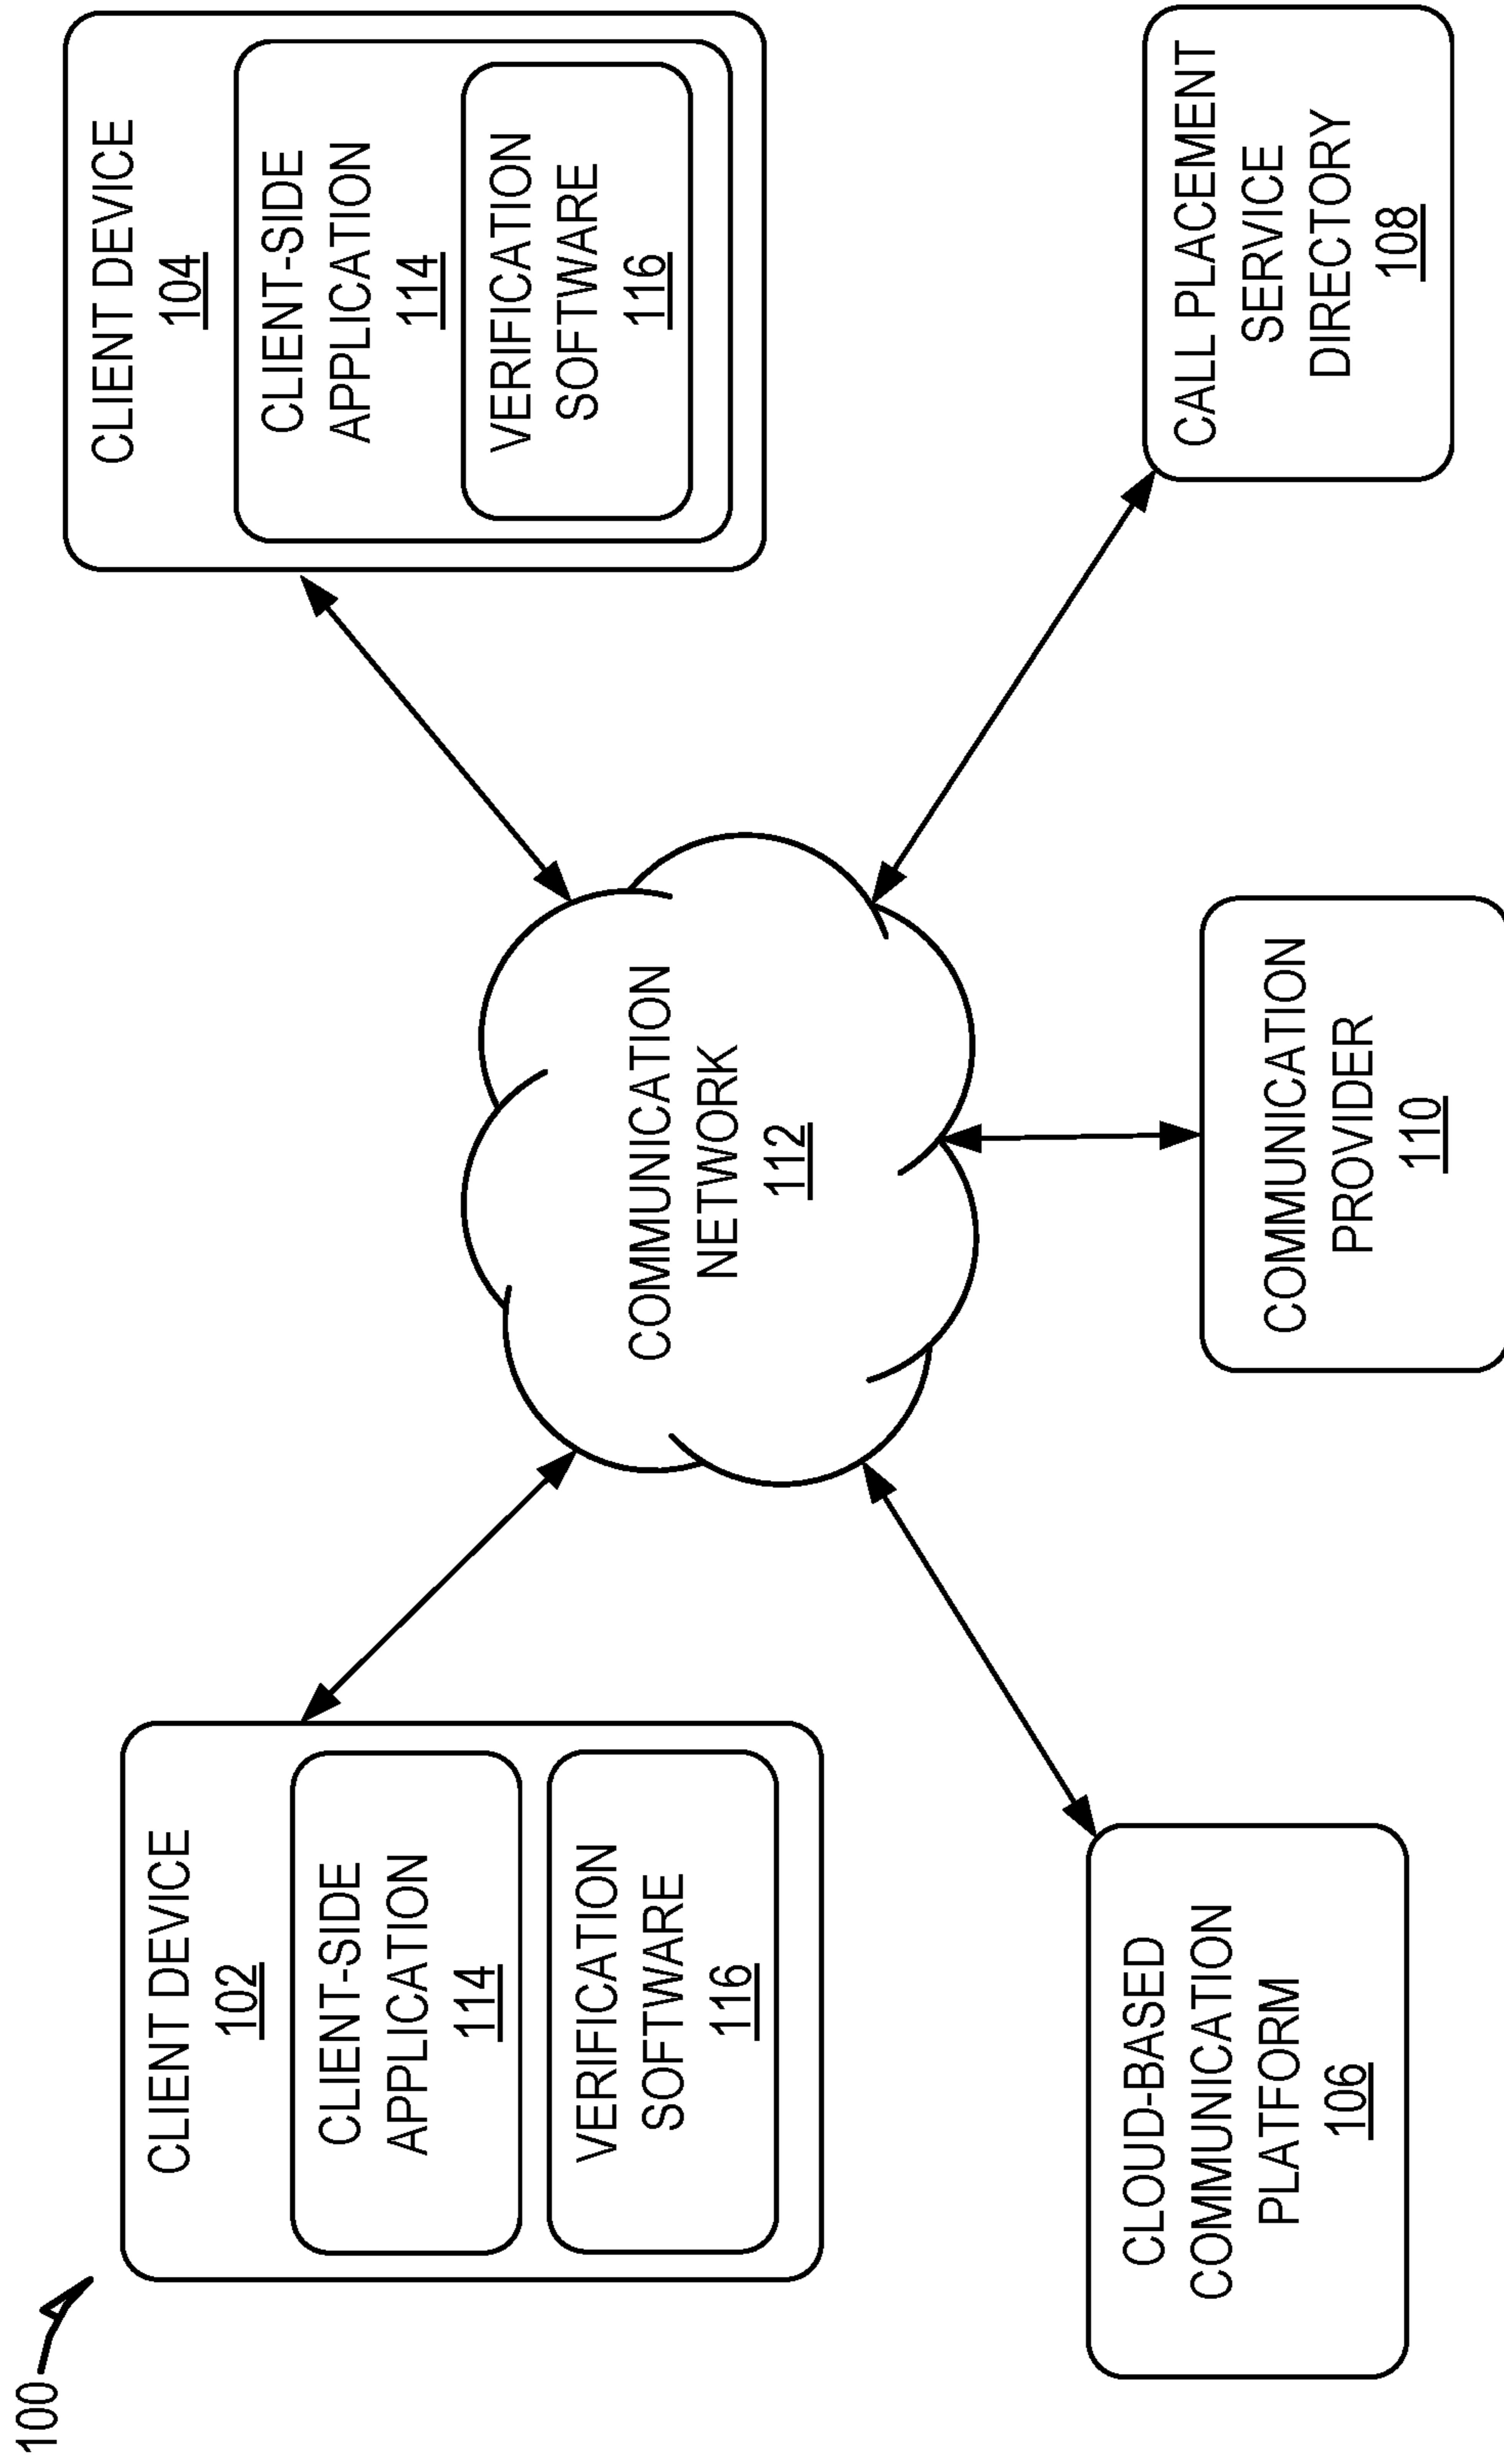 100
CLIENT DEVICE
102
CLIENT-SIDE
APPLICATION
114
VERIFICATION
SOFTWARE
116
CLIENT DEVICE
104
CLIENT-SIDE
APPLICATION
114
VERIFICATION
SOFTWARE
116
COMMUNICATION
NETWORK
112
CLOUD-BASED
COMMUNICATION
PLATFORM
106
COMMUNICATION
PROVIDER
110
CALL PLACEMENT
SERVICE
DIRECTORY
108